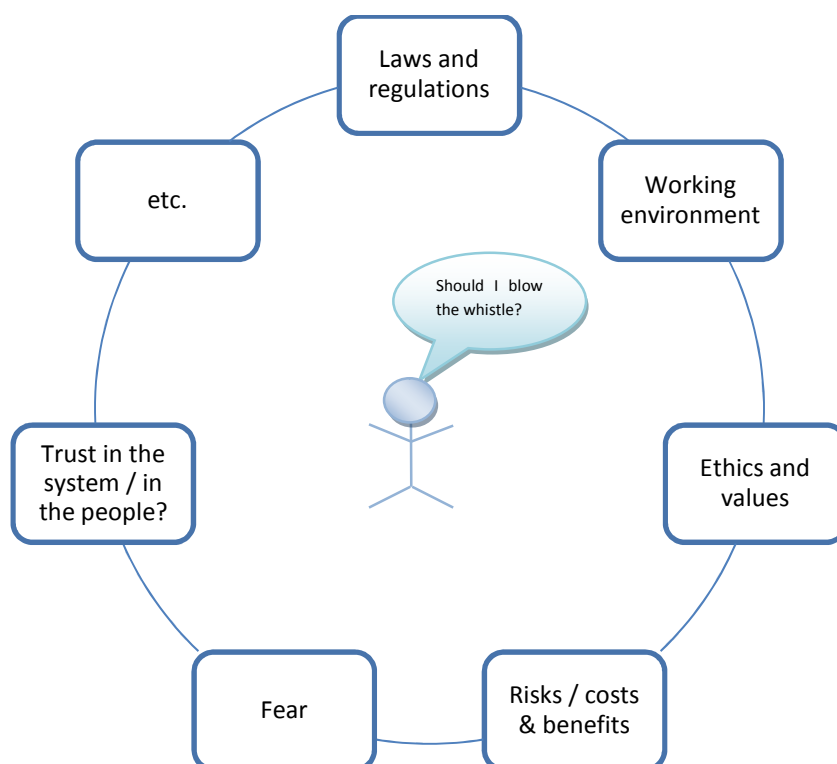 Laws and
regulations
Working
environment
Ethics and
values
Risks / costs
& benefits
Fear
Trust in the
system / in
the people?
etc.
Should I blow
the whistle?